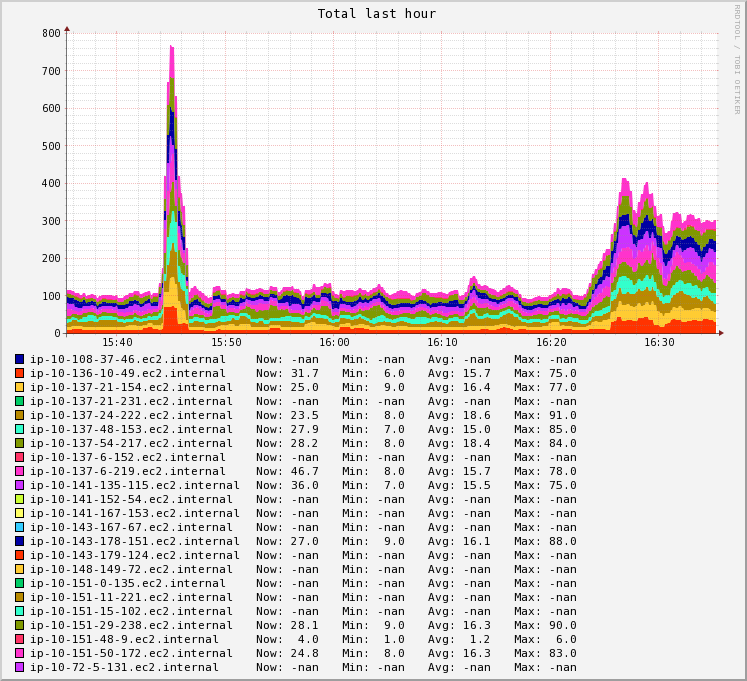 Total last hour
RRDTOOL / TOBI OETIKER
800
700
600
500
400
300
200
100
0
15:40 15:50 16:00 16:10 16:20 16:30
ip-10-108-37-46.ec2.internal Now: -nan Min: -nan Avg: -nan Max: -nan
ip-10-136-10-49.ec2.internal Now: 31.7 Min: 6.0 Avg: 15.7 Max: 75.0
ip-10-137-21-154.ec2.internal Now: 25.0 Min: 9.0 Avg: 16.4 Max: 77.0
ip-10-137-21-231.ec2.internal Now: -nan Min: -nan Avg: -nan Max: -nan
ip-10-137-24-222.ec2.internal Now: 23.5 Min: 8.0 Avg: 18.6 Max: 91.0
ip-10-137-48-153.ec2.internal Now: 27.9 Min: 7.0 Avg: 15.0 Max: 85.0
ip-10-137-54-217.ec2.internal Now: 28.2 Min: 8.0 Avg: 18.4 Max: 84.0
ip-10-137-6-152.ec2.internal Now: -nan Min: -nan Avg: -nan Max: -nan
ip-10-137-6-219.ec2.internal Now: 46.7 Min: 8.0 Avg: 15.7 Max: 78.0
ip-10-141-135-115.ec2.internal Now: 36.0 Min: 7.0 Avg: 15.5 Max: 75.0
ip-10-141-152-54.ec2.internal Now: -nan Min: -nan Avg: -nan Max: -nan
ip-10-141-167-153.ec2.internal Now: -nan Min: -nan Avg: -nan Max: -nan
ip-10-143-167-67.ec2.internal Now: -nan Min: -nan Avg: -nan Max: -nan
ip-10-143-178-151.ec2.internal Now: 27.0 Min: 9.0 Avg: 16.1 Max: 88.0
ip-10-143-179-124.ec2.internal Now: -nan Min: -nan Avg: -nan Max: -nan
ip-10-148-149-72.ec2.internal Now: -nan Min: -nan Avg: -nan Max: -nan
ip-10-151-0-135.ec2.internal Now: -nan Min: -nan Avg: -nan Max: -nan
ip-10-151-11-221.ec2.internal Now: -nan Min: -nan Avg: -nan Max: -nan
ip-10-151-15-102.ec2.internal Now: -nan Min: -nan Avg: -nan Max: -nan
ip-10-151-29-238.ec2.internal Now: 28.1 Min: 9.0 Avg: 16.3 Max: 90.0
ip-10-151-48-9.ec2.internal Now: 4.0 Min: 1.0 Avg: 1.2 Max: 6.0
ip-10-151-50-172.ec2.internal Now: 24.8 Min: 8.0 Avg: 16.3 Max: 83.0
ip-10-72-5-131.ec2.internal Now: -nan Min: -nan Avg: -nan Max: -nan